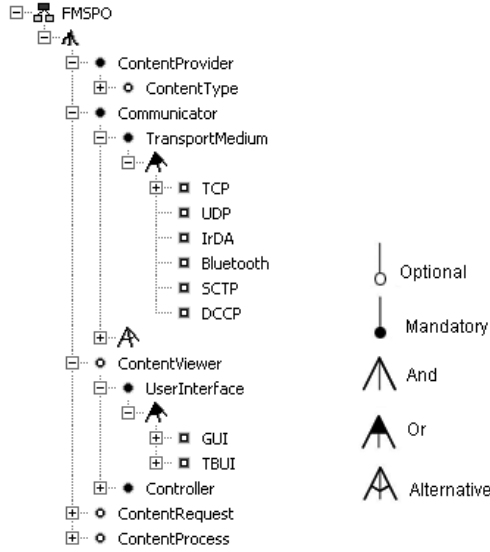 FMSPO
ContentProvider
ContentType
Communicator
TransportMedium
TCP
UDP
IrDA
Bluetooth
SCTP
DCCP
ContentViewer
UserInterface
GUI
TBUI
Controller
ContentRequest
ContentProcess
Optional
Mandatory
And
Or
Alternative